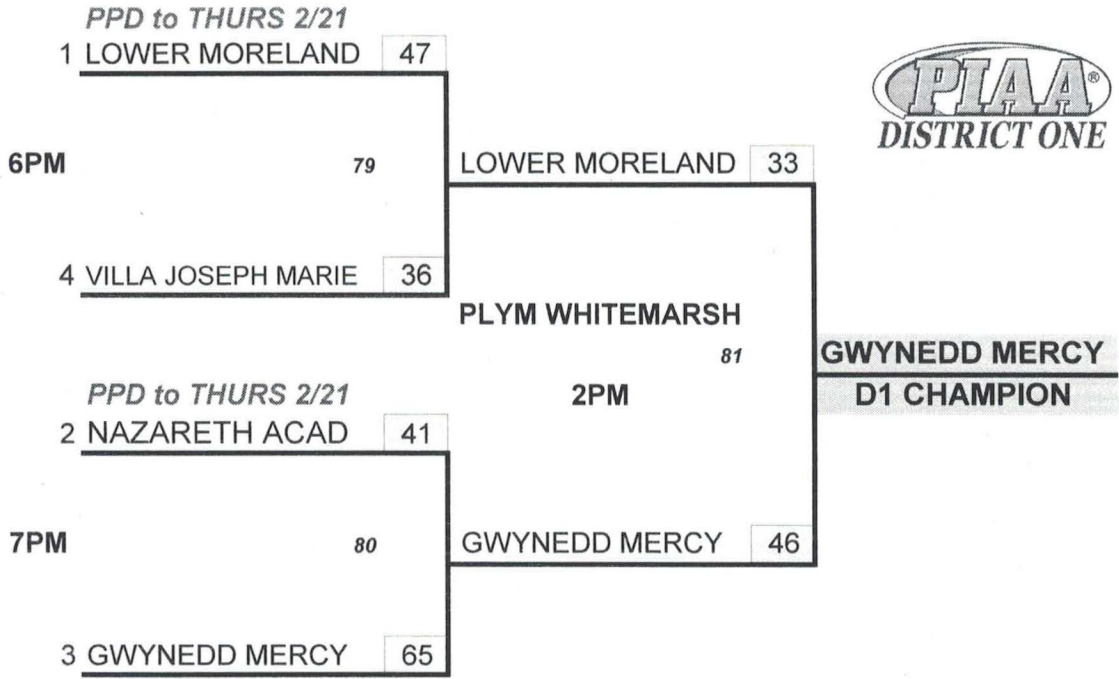 PPD to THURS 2/21
1 LOWER MORELAND 47
PIAA®
DISTRICT ONE
6PM
79
LOWER MORELAND 33
4 VILLA JOSEPH MARIE 36
PLYM WHITEMARSH
81
GWYNEDD MERCY
D1 CHAMPION
PPD to THURS 2/21
2PM
2 NAZARETH ACAD 41
7PM
80
GWYNEDD MERCY 46
3 GWYNEDD MERCY 65